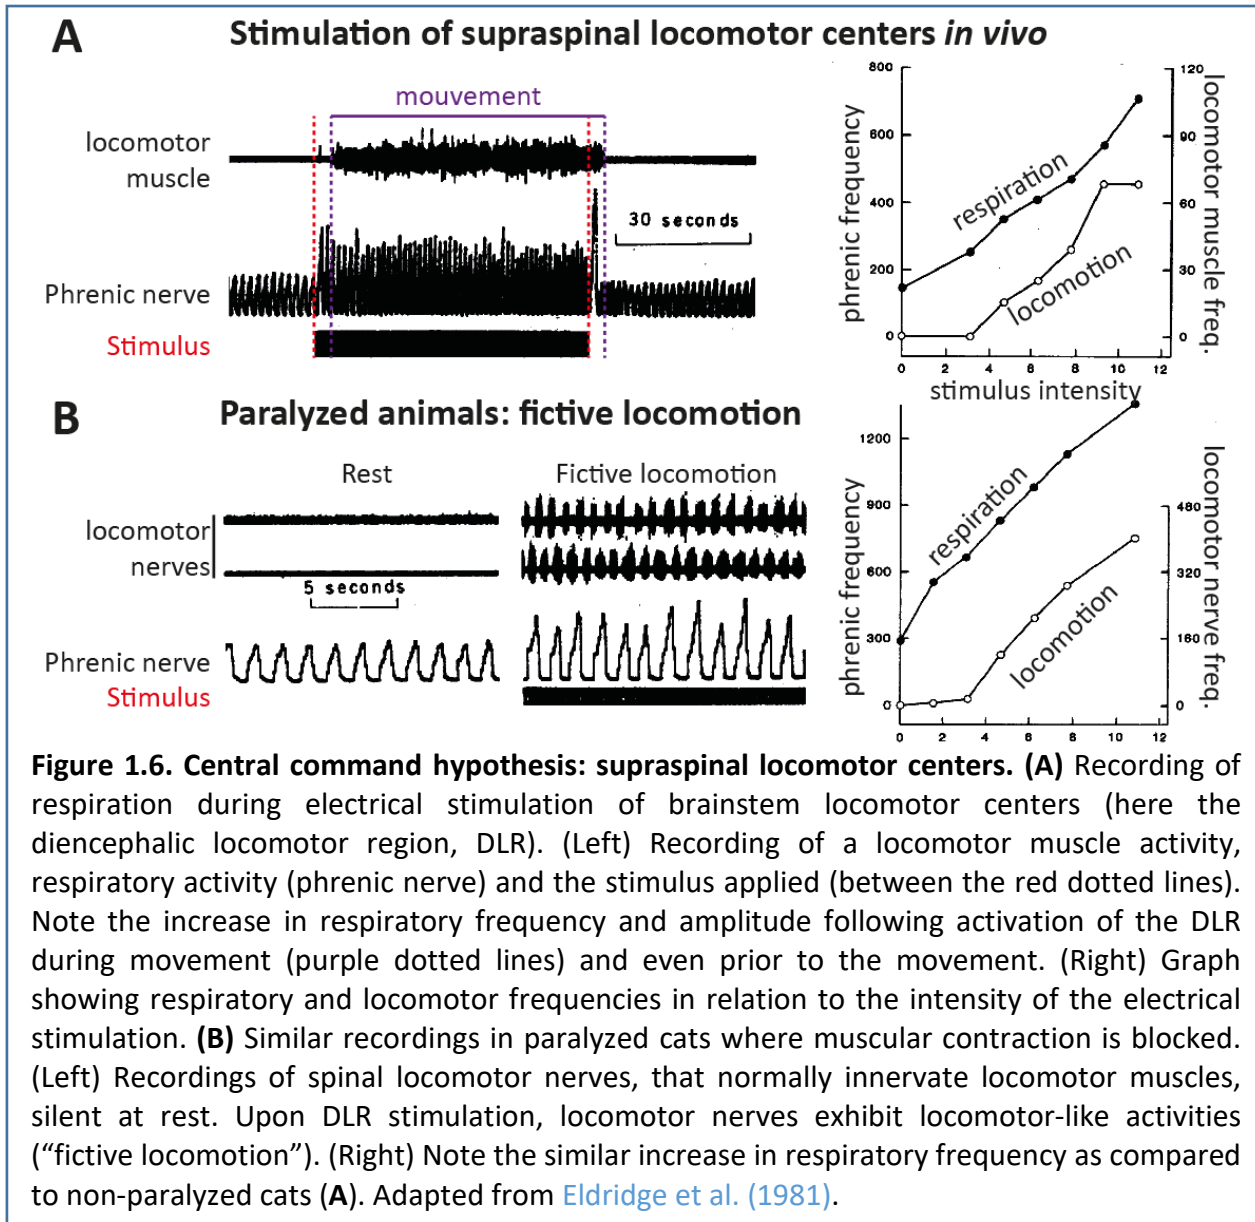 A
Stimulation of supraspinal locomotor centers in vivo
mouvement
locomotor
muscle
30 seconds
Phrenic nerve
Stimulus
800
600
400
200
0
phrenic frequency
respiration
locomotion
120
90
60
30
0
locomotor muscle freq.
0 2 4 6 8 10 12
stimulus intensity
B
Paralyzed animals: fictive locomotion
Rest
Fictive locomotion
locomotor
nerves
5 seconds
Phrenic nerve
Stimulus
1200
900
600
300
0
phrenic frequency
respiration
locomotion
480
320
160
0
locomotor nerve freq.
0 2 4 6 8 10 12
Figure 1.6. Central command hypothesis: supraspinal locomotor centers. (A) Recording of
respiration during electrical stimulation of brainstem locomotor centers (here the
diencephalic locomotor region, DLR). (Left) Recording of a locomotor muscle activity,
respiratory activity (phrenic nerve) and the stimulus applied (between the red dotted lines).
Note the increase in respiratory frequency and amplitude following activation of the DLR
during movement (purple dotted lines) and even prior to the movement. (Right) Graph
showing respiratory and locomotor frequencies in relation to the intensity of the electrical
stimulation. (B) Similar recordings in paralyzed cats where muscular contraction is blocked.
(Left) Recordings of spinal locomotor nerves, that normally innervate locomotor muscles,
silent at rest. Upon DLR stimulation, locomotor nerves exhibit locomotor-like activities
(“fictive locomotion”). (Right) Note the similar increase in respiratory frequency as compared
to non-paralyzed cats (A). Adapted from Eldridge et al. (1981).